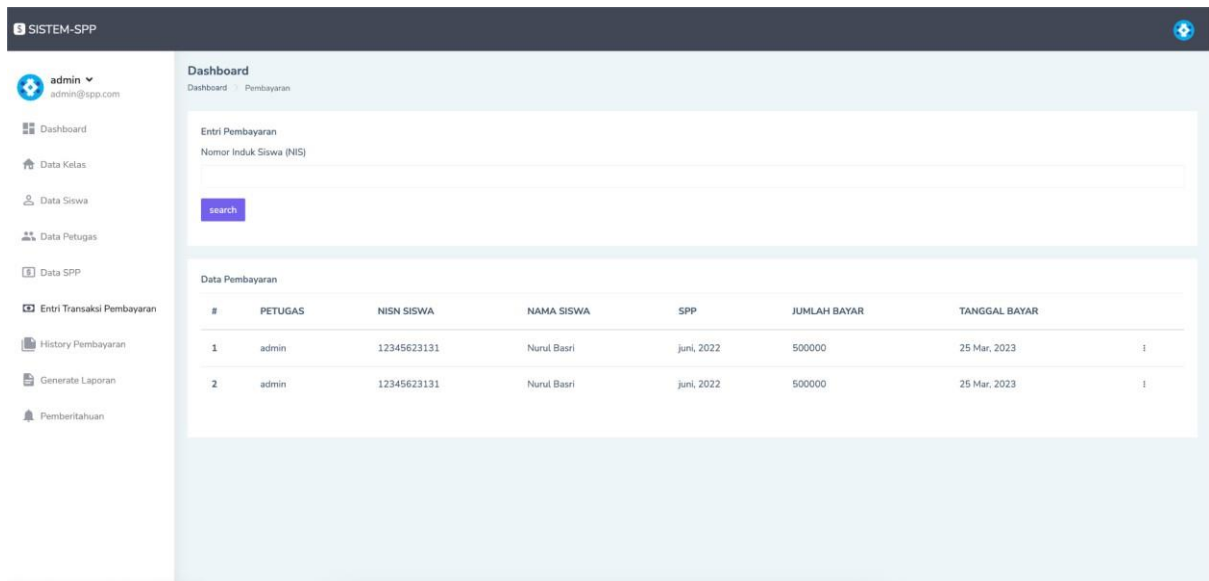 SISTEM-SPP
admin
admin@spp.com
Dashboard
Data Kelas
Data Siswa
Data Petugas
Data SPP
Entri Transaksi Pembayaran
History Pembayaran
Generate Laporan
Pemberitahuan
Dashboard
Dashboard > Pembayaran
Entri Pembayaran
Nomor Induk Siswa (NIS)
search
Data Pembayaran
# PETUGAS NISN SISWA NAMA SISWA SPP JUMLAH BAYAR TANGGAL BAYAR
1 admin 12345623131 Nurul Basri juni, 2022 500000 25 Mar, 2023
2 admin 12345623131 Nurul Basri juni, 2022 500000 25 Mar, 2023